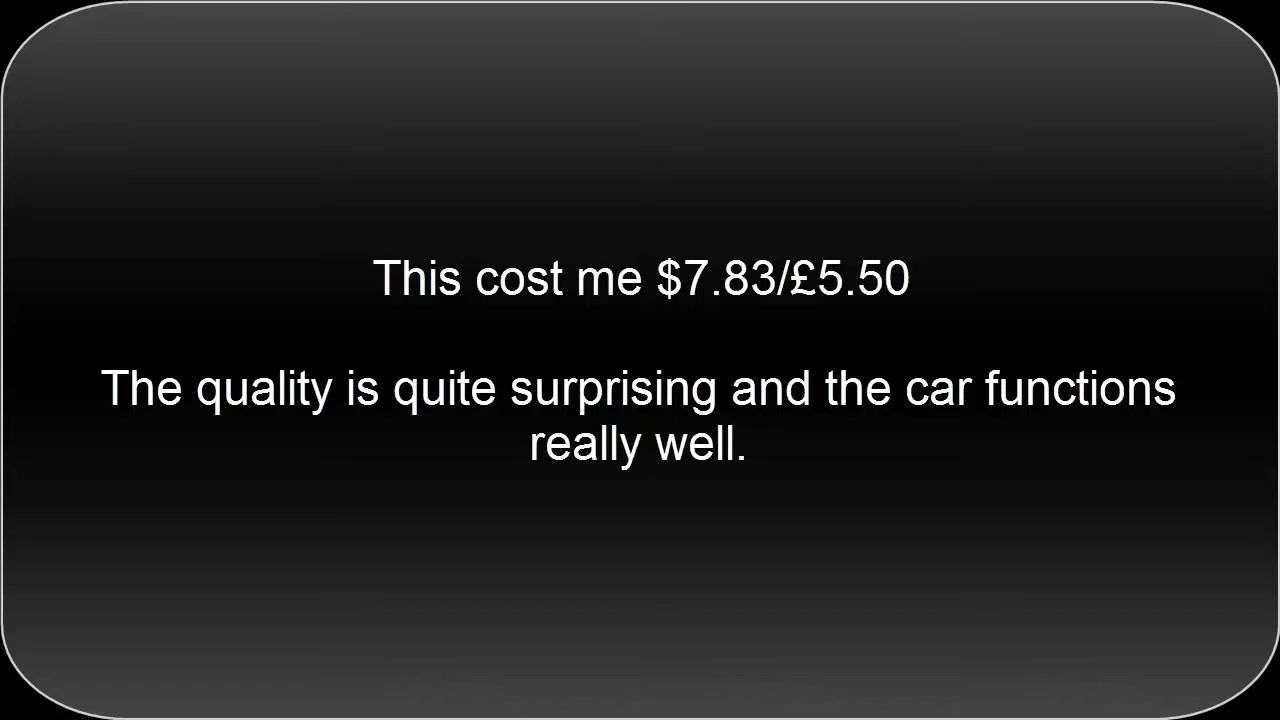 This cost me $7.83/£5.50
The quality is quite surprising and the car functions
really well.